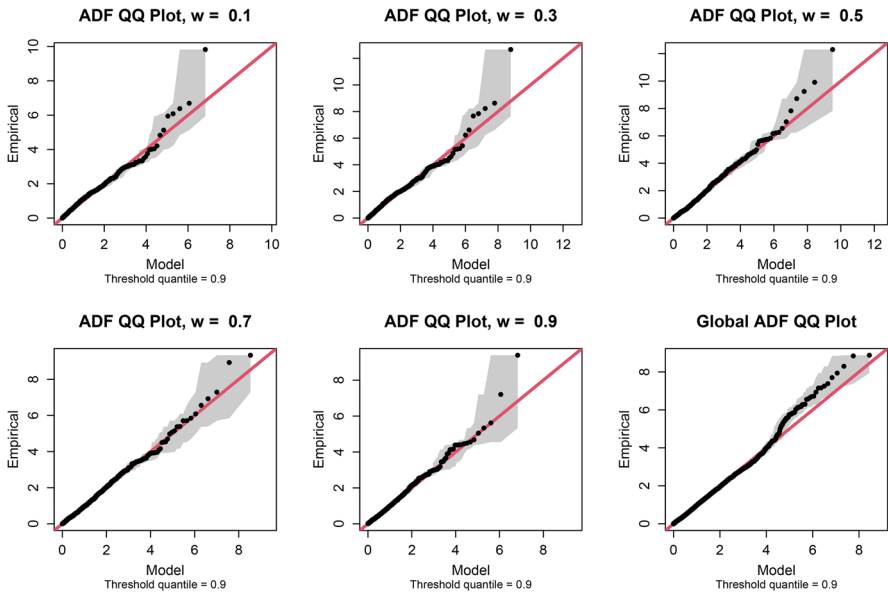 ADF QQ Plot, w = 0.1
Empirical
0 2 4 6 8 10
0 2 4 6 8 10
Model
Threshold quantile = 0.9
ADF QQ Plot, w = 0.3
Empirical
0 2 4 6 8 10
0 2 4 6 8 10 12
Model
Threshold quantile = 0.9
ADF QQ Plot, w = 0.5
Empirical
0 2 4 6 8 10
0 2 4 6 8 10 12
Model
Threshold quantile = 0.9
ADF QQ Plot, w = 0.7
Empirical
0 2 4 6 8
0 2 4 6 8
Model
Threshold quantile = 0.9
ADF QQ Plot, w = 0.9
Empirical
0 2 4 6 8
0 2 4 6 8
Model
Threshold quantile = 0.9
Global ADF QQ Plot
Empirical
0 2 4 6 8
0 2 4 6 8
Model
Threshold quantile = 0.9